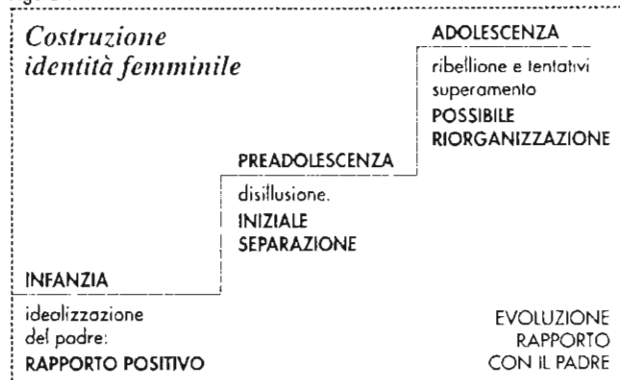 Costruzione
identità femminile
ADOLESCENZA
ribellione e tentativi
superamento
POSSIBILE
RIORGANIZZAZIONE
PREADOLESCENZA
disillusione.
INIZIALE
SEPARAZIONE
INFANZIA
idealizzazione
del padre:
RAPPORTO POSITIVO
EVOLUZIONE
RAPPORTO
CON IL PADRE